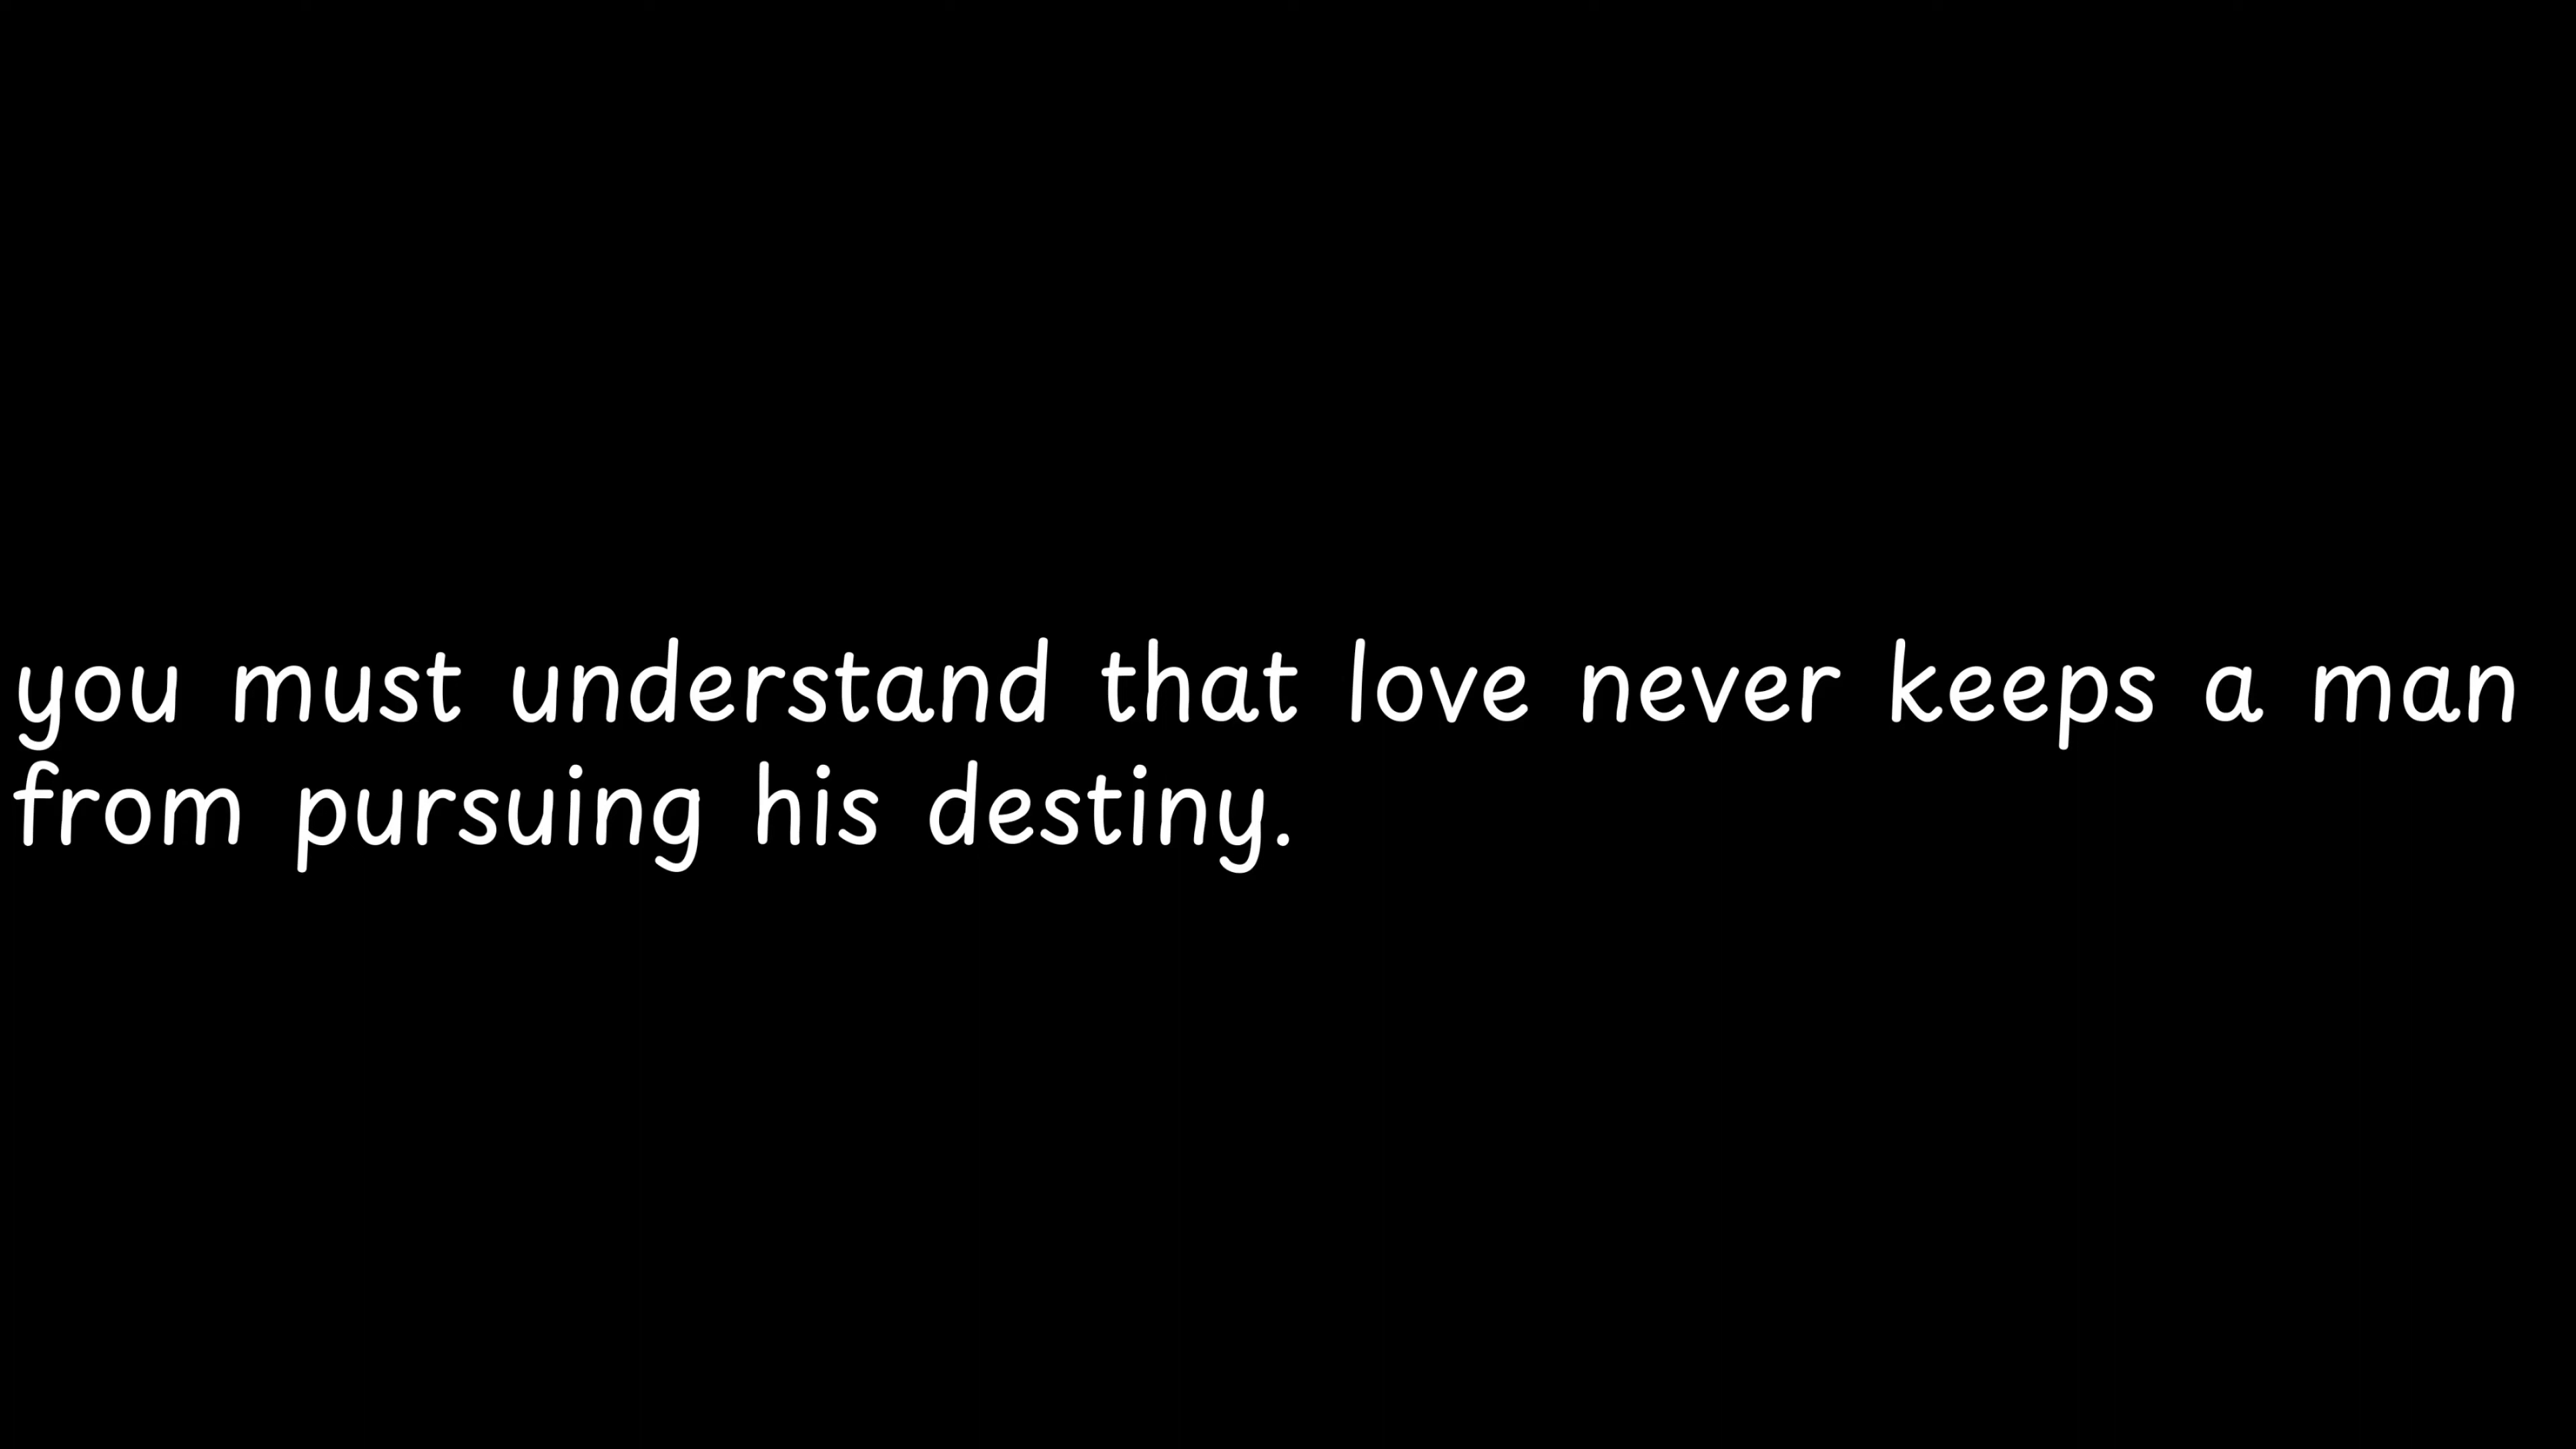 you must understand that love never keeps a man
from pursuing his destiny.